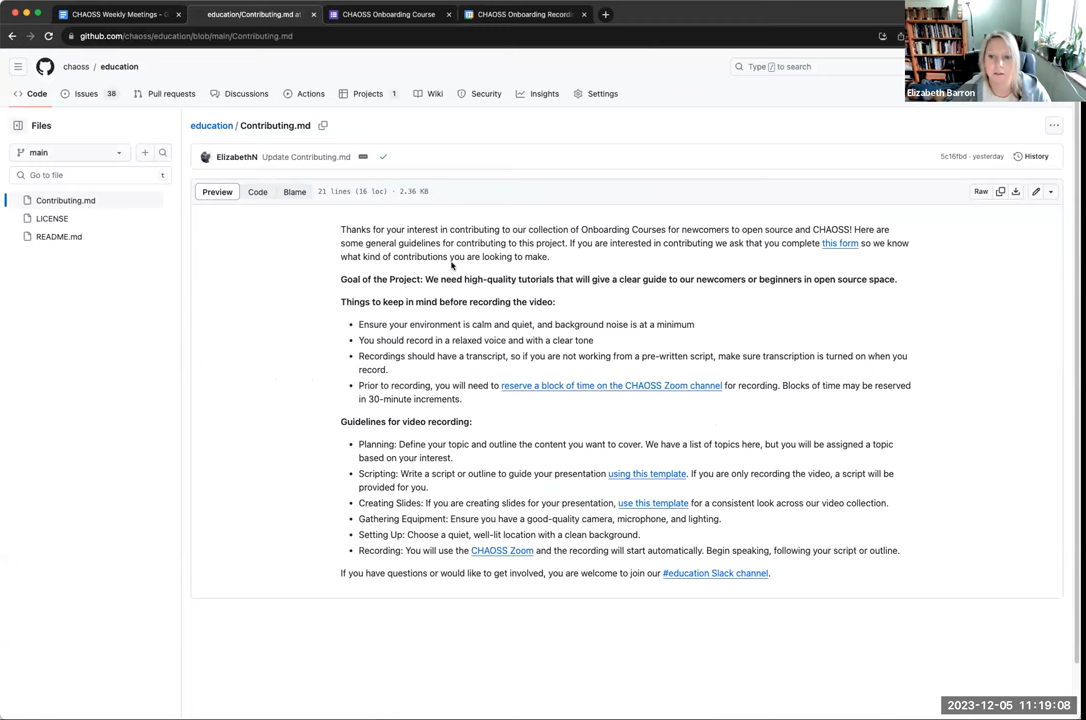 CHAOSS Weekly Meetings - G
education/Contributing.md at
CHAOSS Onboarding Course
CHAOSS Onboarding Recordi
github.com/chaoss/education/blob/main/Contributing.md
chaoss / education
Type / to search
Elizabeth Barron
Code
Issues 38
Pull requests
Discussions
Actions
Projects 1
Wiki
Security
Insights
Settings
Files
education / Contributing.md
main
ElizabethN Update Contributing.md
5c16fbd · yesterday
History
Go to file t
Preview Code Blame 21 lines (16 loc) · 2.36 KB
Raw
Contributing.md
LICENSE
README.md
Thanks for your interest in contributing to our collection of Onboarding Courses for newcomers to open source and CHAOSS! Here are
some general guidelines for contributing to this project. If you are interested in contributing we ask that you complete this form so we know
what kind of contributions you are looking to make.
Goal of the Project: We need high-quality tutorials that will give a clear guide to our newcomers or beginners in open source space.
Things to keep in mind before recording the video:
• Ensure your environment is calm and quiet, and background noise is at a minimum
• You should record in a relaxed voice and with a clear tone
• Recordings should have a transcript, so if you are not working from a pre-written script, make sure transcription is turned on when you
record.
• Prior to recording, you will need to reserve a block of time on the CHAOSS Zoom channel for recording. Blocks of time may be reserved
in 30-minute increments.
Guidelines for video recording:
• Planning: Define your topic and outline the content you want to cover. We have a list of topics here, but you will be assigned a topic
based on your interest.
• Scripting: Write a script or outline to guide your presentation using this template. If you are only recording the video, a script will be
provided for you.
• Creating Slides: If you are creating slides for your presentation, use this template for a consistent look across our video collection.
• Gathering Equipment: Ensure you have a good-quality camera, microphone, and lighting.
• Setting Up: Choose a quiet, well-lit location with a clean background.
• Recording: You will use the CHAOSS Zoom and the recording will start automatically. Begin speaking, following your script or outline.
If you have questions or would like to get involved, you are welcome to join our #education Slack channel.
2023-12-05 11:19:08